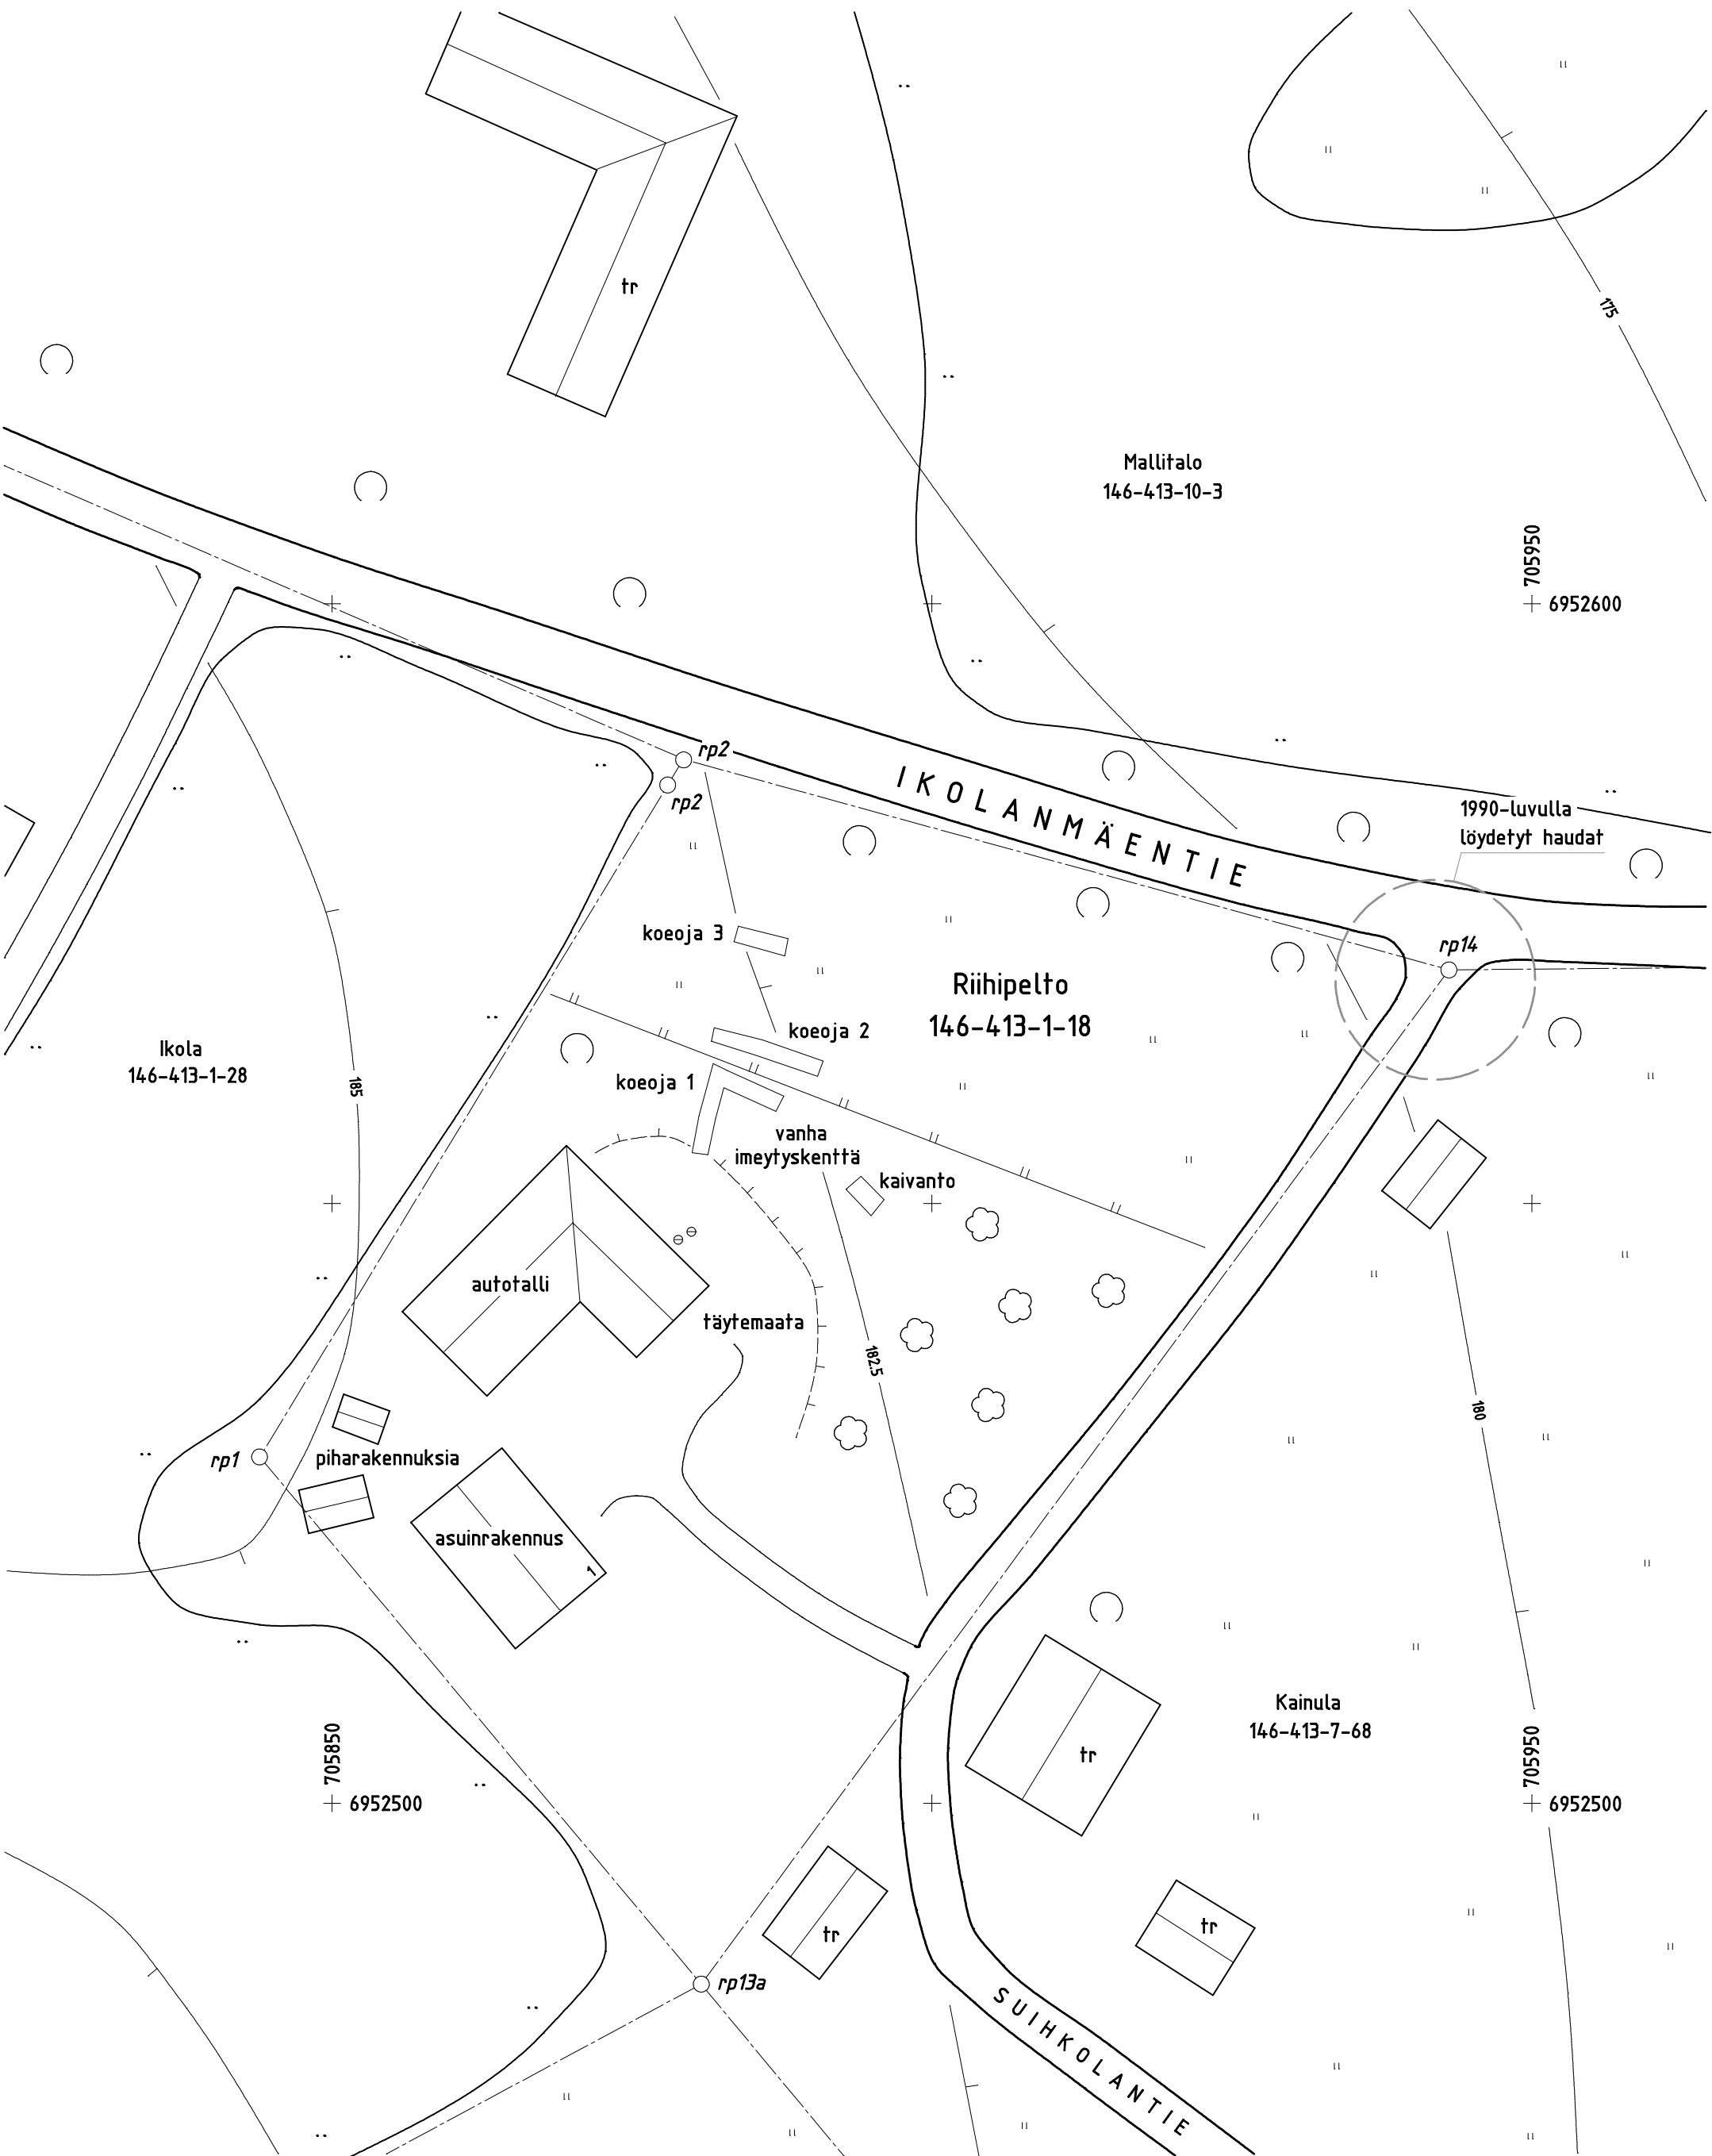 tr
175
Mallitalo
146-413-10-3
705950
6952600
rp2
rp2
IKOLANMÄENTIE
1990-luvulla
löydetyt haudat
koeoja 3
rp14
Riihipelto
146-413-1-18
koeoja 2
Ikola
146-413-1-28
185
koeoja 1
vanha
imeytyskenttä
kaivanto
autotalli
täytemaata
182.5
180
rp1
piharakennuksia
asuinrakennus
1
Kainula
146-413-7-68
tr
705850
6952500
705950
6952500
tr
tr
rp13a
SUIHKOLANTIE